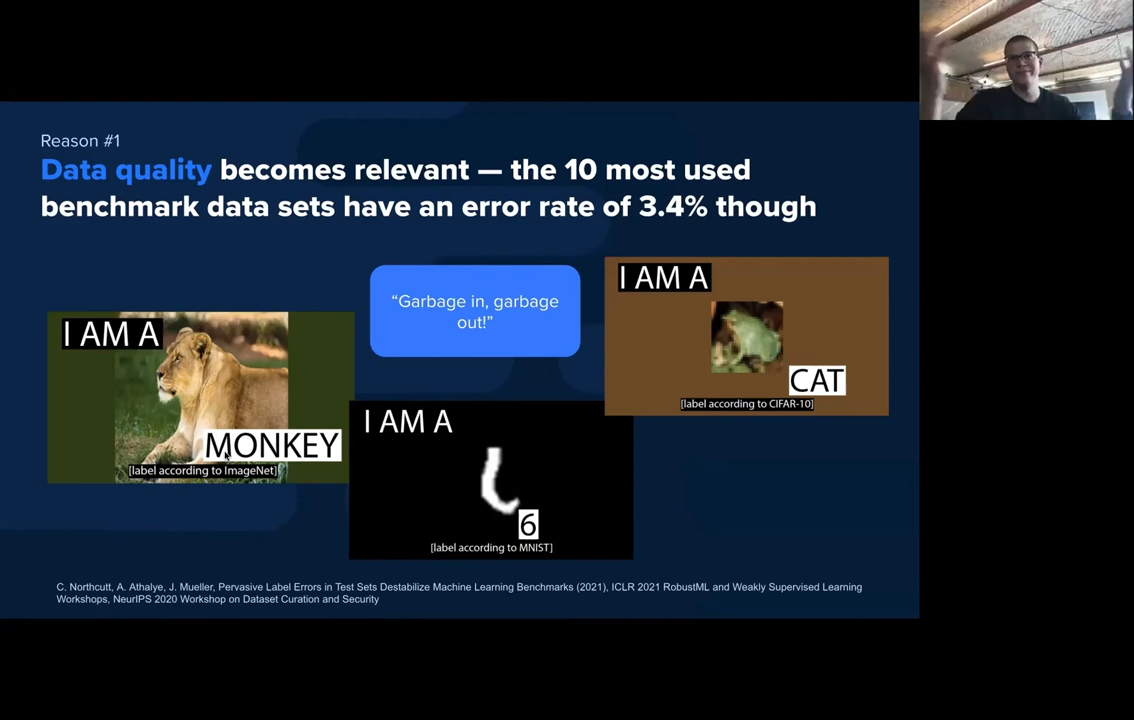 Reason #1
Data quality becomes relevant — the 10 most used
benchmark data sets have an error rate of 3.4% though
I AM A
MONKEY
[label according to ImageNet]
“Garbage in, garbage
out!”
I AM A
6
[label according to MNIST]
I AM A
CAT
[label according to CIFAR-10]
C. Northcutt, A. Athalye, J. Mueller, Pervasive Label Errors in Test Sets Destabilize Machine Learning Benchmarks (2021), ICLR 2021 RobustML and Weakly Supervised Learning
Workshops, NeurIPS 2020 Workshop on Dataset Curation and Security